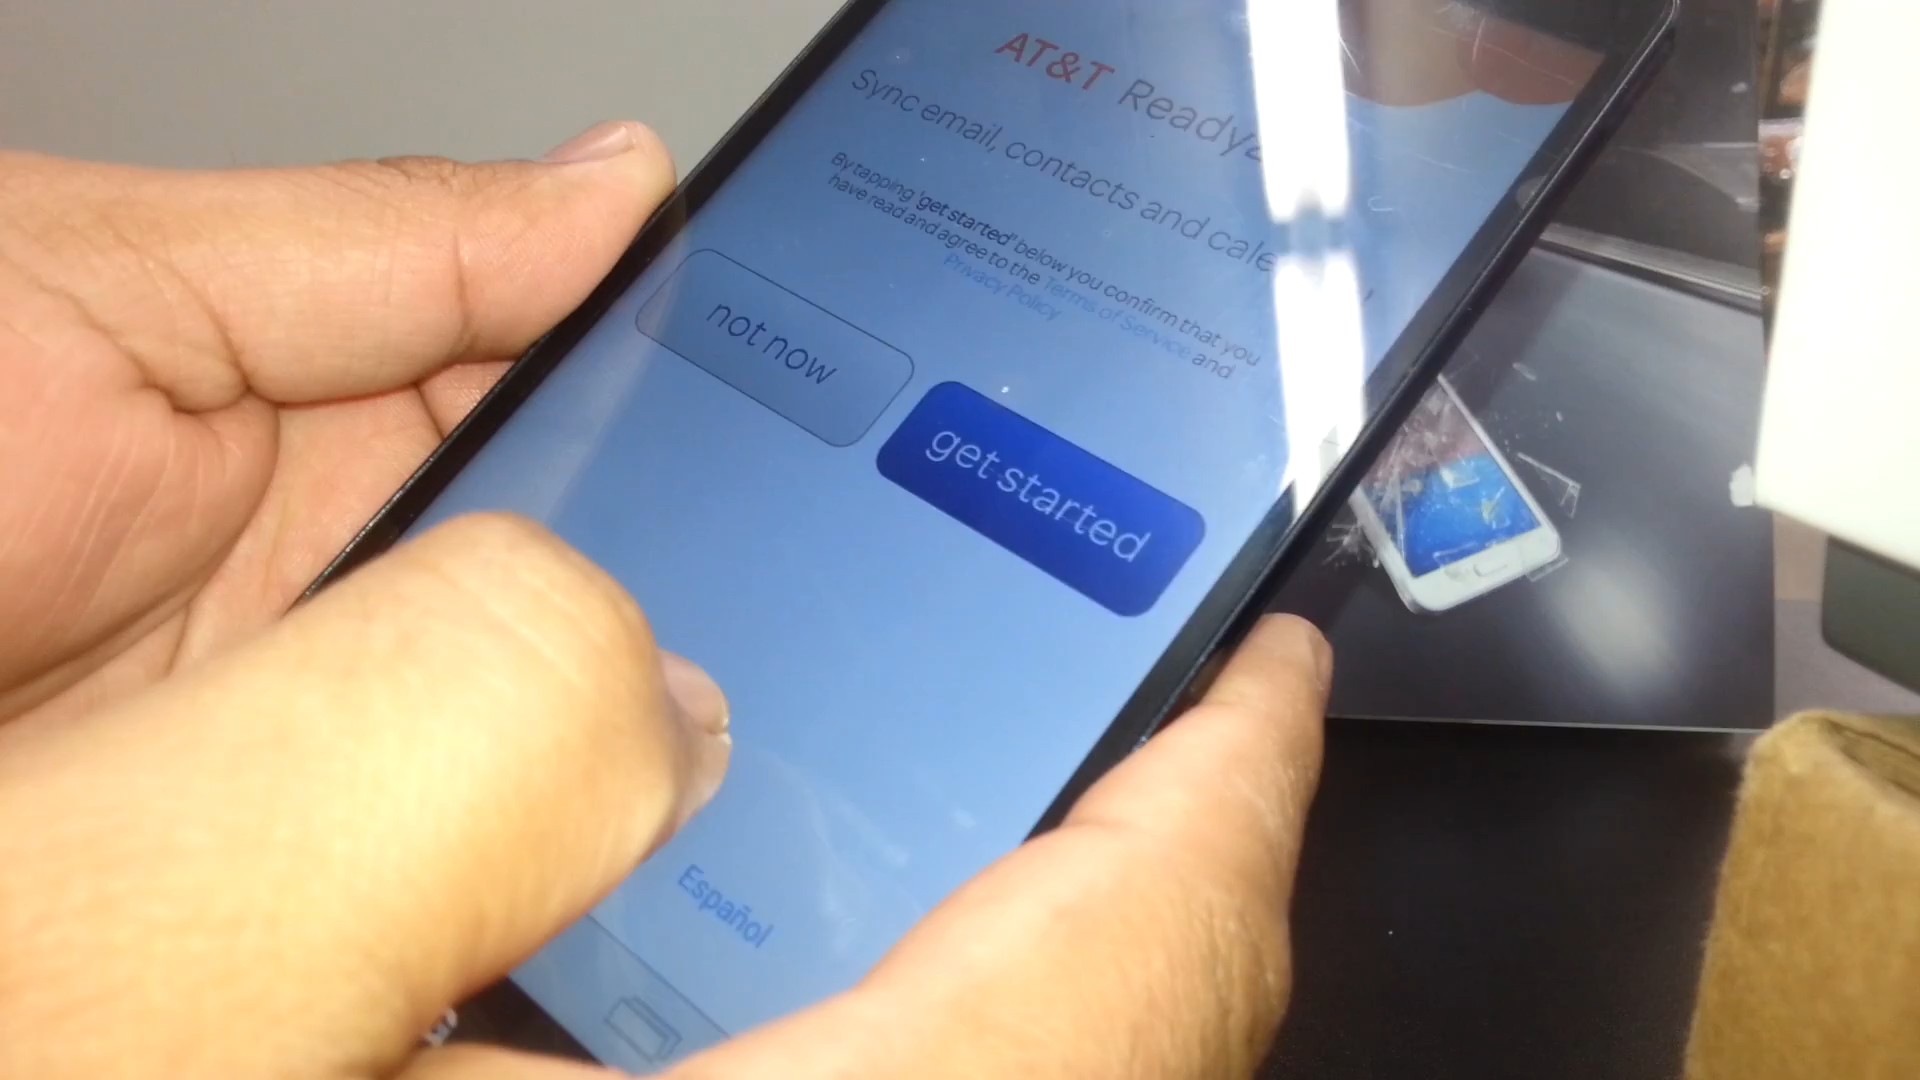 AT&T Ready2
Sync email, contacts and cale
By tapping 'get started' below you confirm that you
have read and agree to the Terms of Service and
Privacy Policy
not now
get started
Español